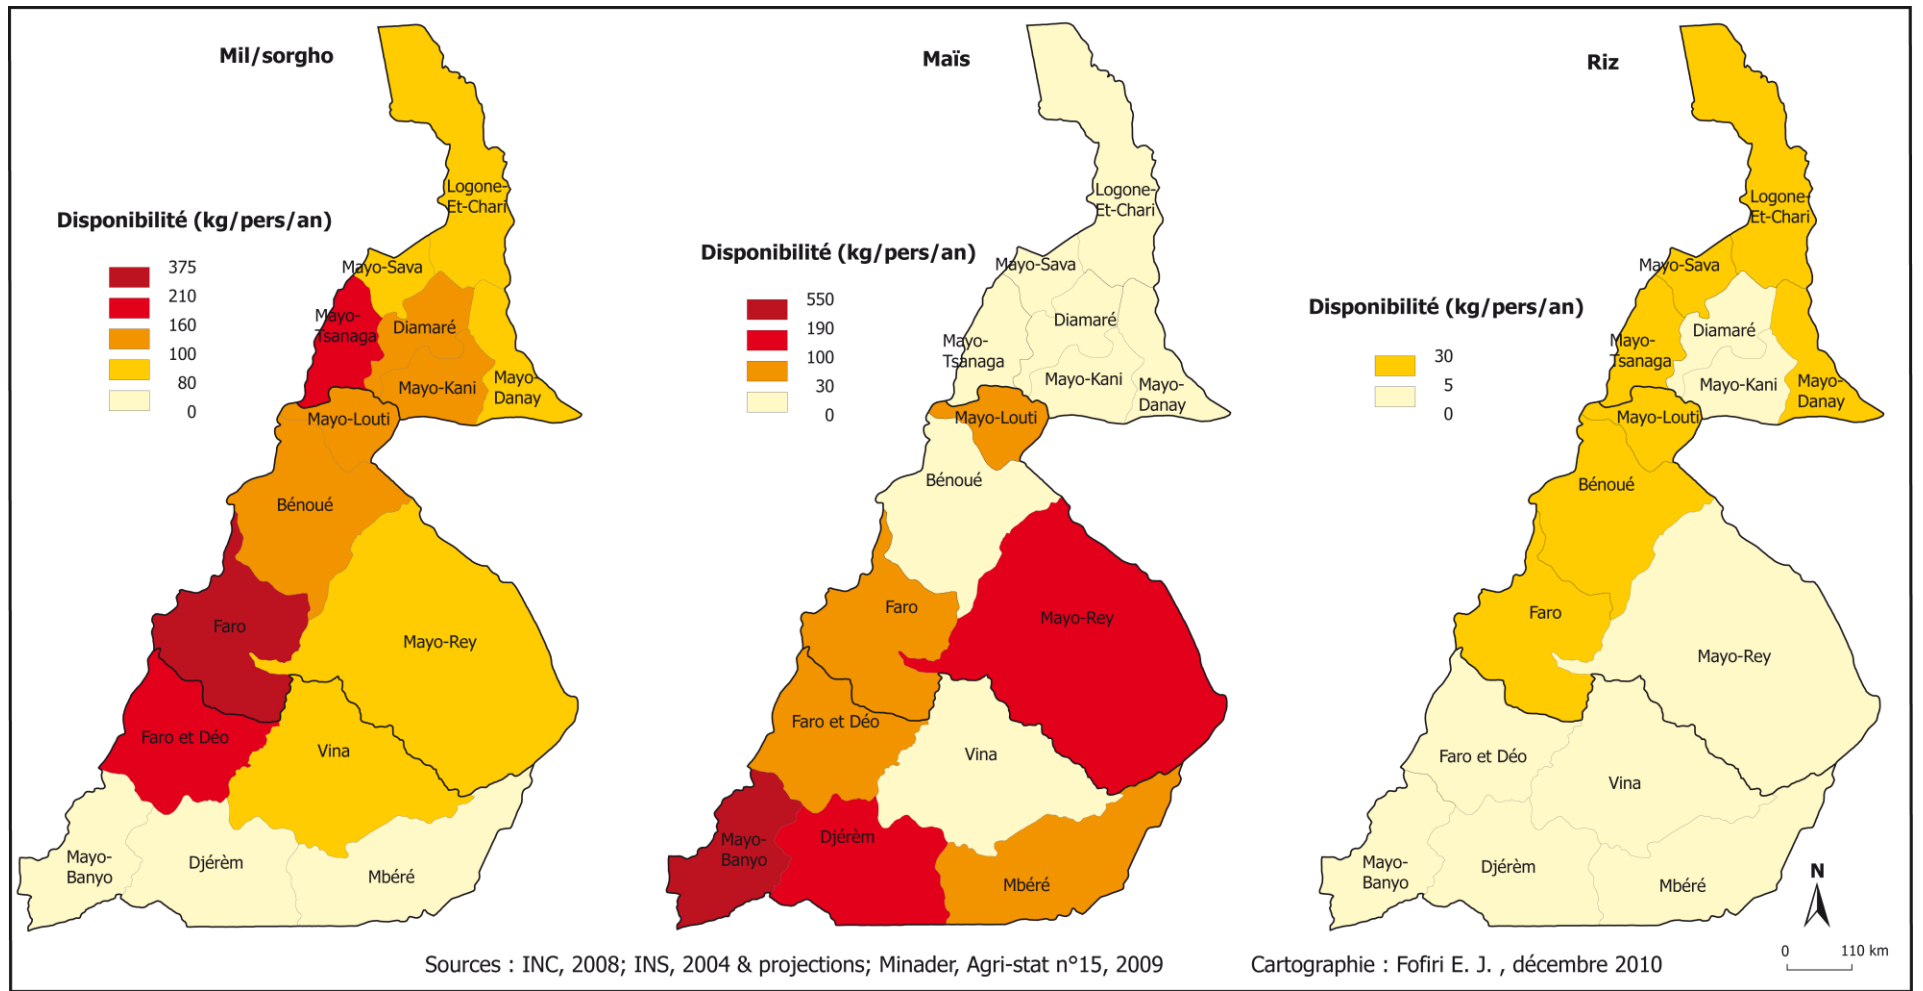 Mil/sorgho
Disponibilité (kg/pers/an)
375
210
160
100
80
0
Logone-
Et-Chari
Mayo-Sava
Mayo-
Tsanaga
Diamaré
Mayo-Kani
Mayo-
Danay
Mayo-Louti
Bénoué
Faro
Mayo-Rey
Faro et Déo
Vina
Mayo-
Banyo
Djérèm
Mbéré
Maïs
Disponibilité (kg/pers/an)
550
190
100
30
0
Logone-
Et-Chari
Mayo-Sava
Mayo-
Tsanaga
Diamaré
Mayo-Kani
Mayo-
Danay
Mayo-Louti
Bénoué
Faro
Mayo-Rey
Faro et Déo
Vina
Mayo-
Banyo
Djérèm
Mbéré
Riz
Disponibilité (kg/pers/an)
30
5
0
Logone-
Et-Chari
Mayo-Sava
Mayo-
Tsanaga
Diamaré
Mayo-Kani
Mayo-
Danay
Mayo-Louti
Bénoué
Faro
Mayo-Rey
Faro et Déo
Vina
Mayo-
Banyo
Djérèm
Mbéré
N
0 110 km
Sources : INC, 2008; INS, 2004 & projections; Minader, Agri-stat n°15, 2009
Cartographie : Fofiri E. J. , décembre 2010